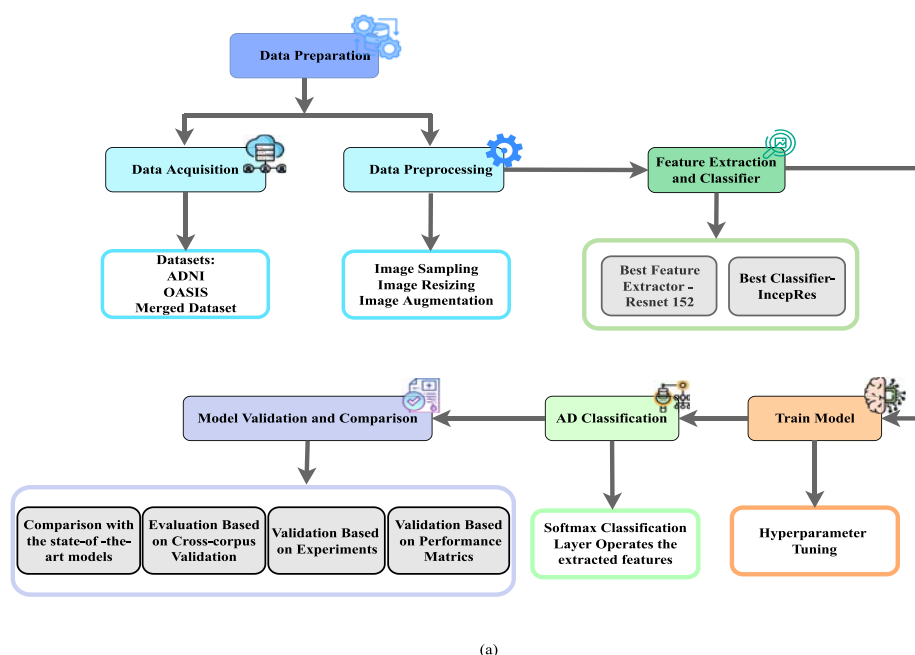 Data Preparation
Data Acquisition
Data Preprocessing
Feature Extraction
and Classifier
Datasets:
ADNI
OASIS
Merged Dataset
Image Sampling
Image Resizing
Image Augmentation
Best Feature
Extractor -
Resnet 152
Best Classifier-
IncepRes
Model Validation and Comparison
AD Classification
Train Model
Comparison with
the state-of -the-
art models
Evaluation Based
on Cross-corpus
Validation
Validation Based
on Experiments
Validation Based
on Performance
Matrics
Softmax Classification
Layer Operates the
extracted features
Hyperparameter
Tuning
(a)